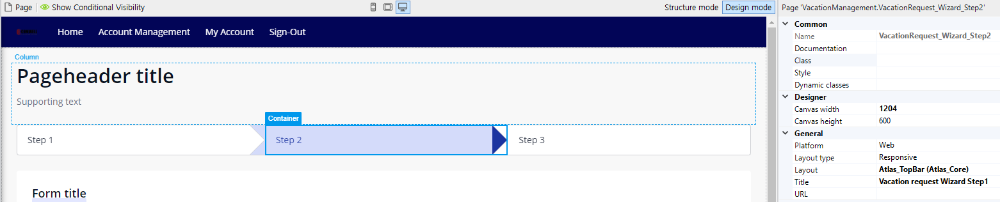 Page Show Conditional Visibility Structure mode Design mode Page 'VacationManagement.VacationRequest_Wizard_Step2'
Home Account Management My Account Sign-Out
Column
Pageheader title
Supporting text
Container
Step 1 Step 2 Step 3
Form title
Common
Name VacationRequest_Wizard_Step2
Documentation
Class
Style
Dynamic classes
Designer
Canvas width 1204
Canvas height 600
General
Platform Web
Layout type Responsive
Layout Atlas_TopBar (Atlas_Core)
Title Vacation request Wizard Step1
URL